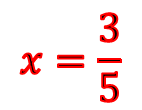 x = 3/5